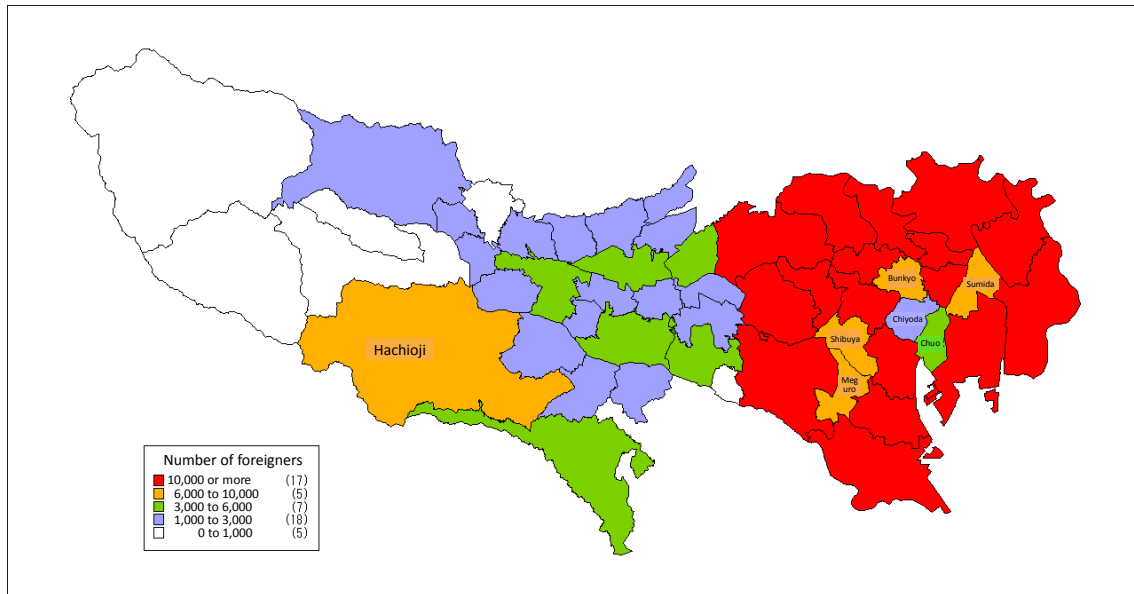 Bunkyo
Sumida
Chiyoda
Shibuya
Chuo
Hachioji
Meg
uro
Number of foreigners
10,000 or more (17)
6,000 to 10,000 (5)
3,000 to 6,000 (7)
1,000 to 3,000 (18)
0 to 1,000 (5)